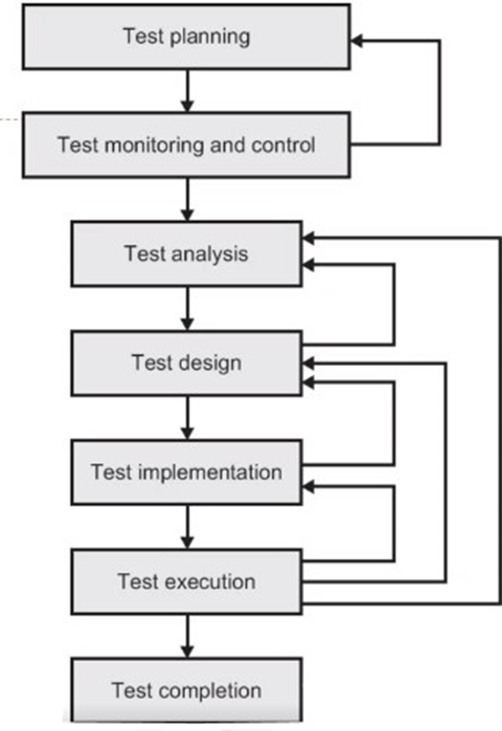 Test planning
Test monitoring and control
Test analysis
Test design
Test implementation
Test execution
Test completion